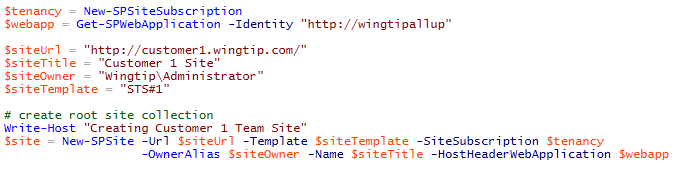 $tenancy = New-SPSiteSubscription
$webapp = Get-SPWebApplication -Identity "http://wingtipallup"
$siteUrl = "http://customer1.wingtip.com/"
$siteTitle = "Customer 1 Site"
$siteOwner = "Wingtip\Administrator"
$siteTemplate = "STS#1"
# create root site collection
Write-Host "Creating Customer 1 Team Site"
$site = New-SPSite -Url $siteUrl -Template $siteTemplate -SiteSubscription $tenancy
-OwnerAlias $siteOwner -Name $siteTitle -HostHeaderWebApplication $webapp